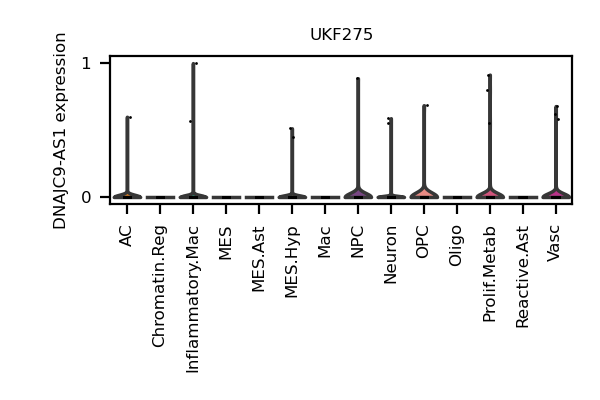 UKF275
DNAJC9-AS1 expression
1
0
AC
Chromatin.Reg
Inflammatory.Mac
MES
MES.Ast
MES.Hyp
Mac
NPC
Neuron
OPC
Oligo
Prolif.Metab
Reactive.Ast
Vasc